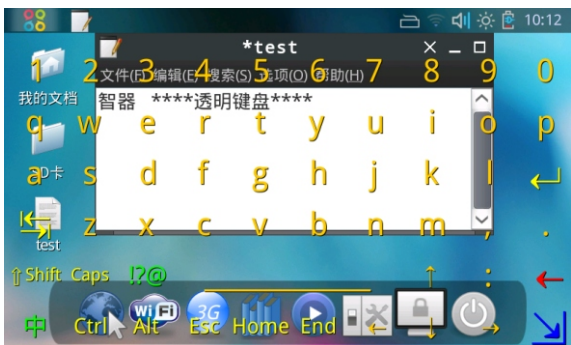 10:12
*test
1 2 3 4 5 6 7 8 9 0
文件(F) 编辑(E) 搜索(S) 选项(O) 帮助(H)
我的文档
智器 ****透明键盘****
q w e r t y u i o p
a s d f g h j k l
SD卡
z x c v b n m , .
test
⇧Shift Caps !?@ ↑ : ←
WiFi 3G
中 Ctrl Alt Esc Home End ← ↓ →